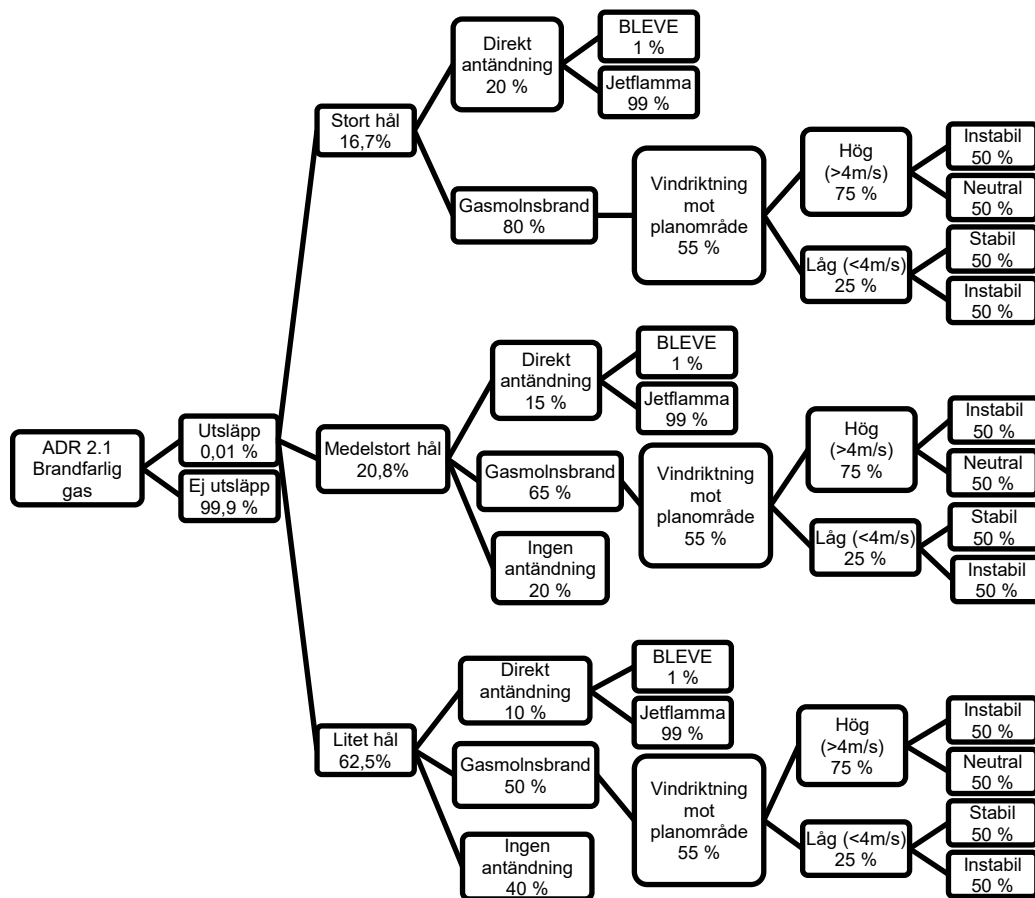 ADR 2.1
Brandfarlig
gas
Utsläpp
0,01 %
Ej utsläpp
99,9 %
Stort hål
16,7%
Direkt
antändning
20 %
BLEVE
1 %
Jetflamma
99 %
Gasmolnsbrand
80 %
Vindriktning
mot
planområde
55 %
Hög
(>4m/s)
75 %
Instabil
50 %
Neutral
50 %
Låg (<4m/s)
25 %
Stabil
50 %
Instabil
50 %
Medelstort hål
20,8%
Direkt
antändning
15 %
BLEVE
1 %
Jetflamma
99 %
Gasmolnsbrand
65 %
Vindriktning
mot
planområde
55 %
Hög
(>4m/s)
75 %
Instabil
50 %
Neutral
50 %
Låg (<4m/s)
25 %
Stabil
50 %
Instabil
50 %
Ingen
antändning
20 %
Litet hål
62,5%
Direkt
antändning
10 %
BLEVE
1 %
Jetflamma
99 %
Gasmolnsbrand
50 %
Vindriktning
mot
planområde
55 %
Hög
(>4m/s)
75 %
Instabil
50 %
Neutral
50 %
Låg (<4m/s)
25 %
Stabil
50 %
Instabil
50 %
Ingen
antändning
40 %